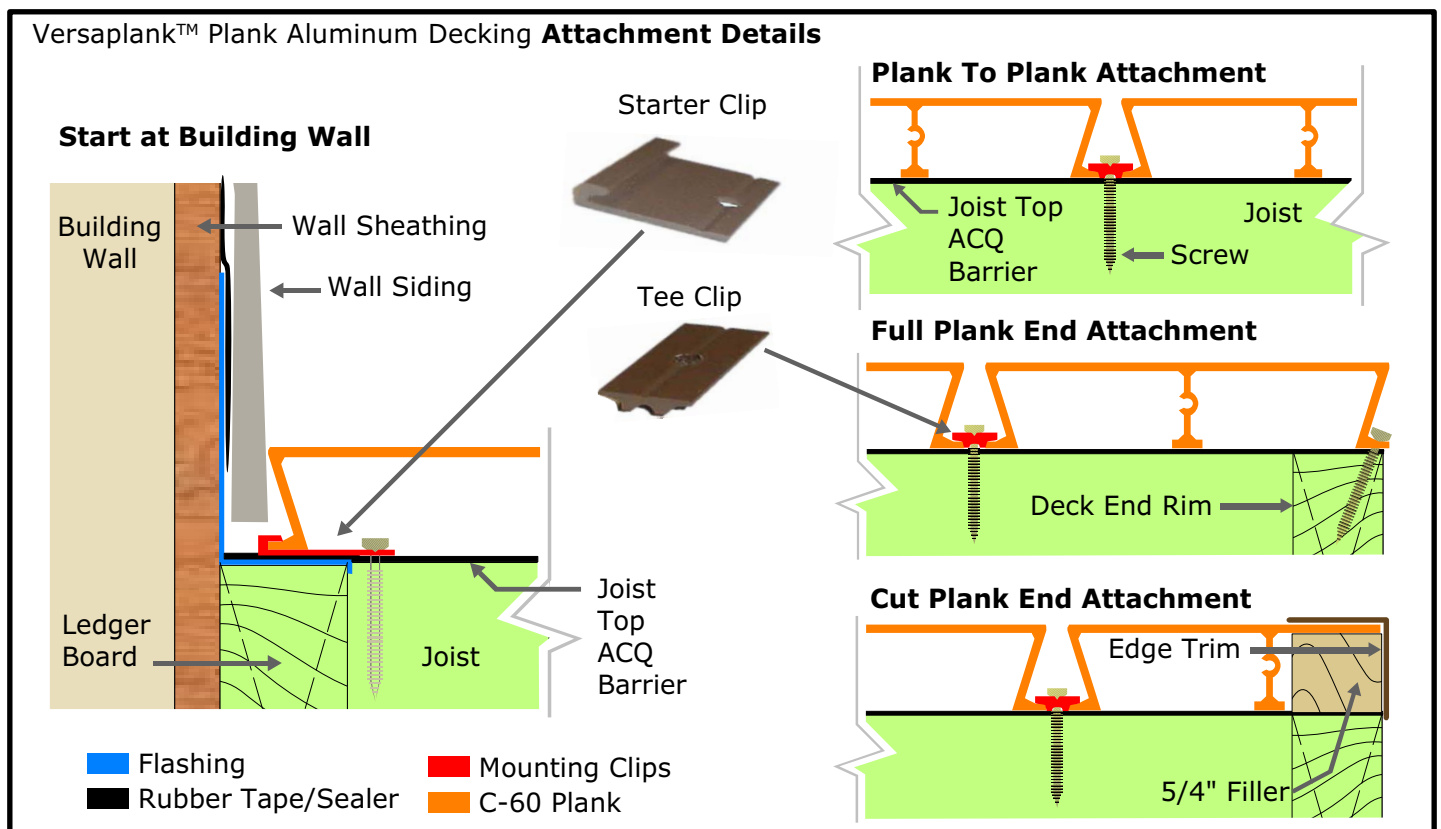 Versaplank™ Plank Aluminum Decking Attachment Details
Start at Building Wall
Building
Wall
Wall Sheathing
Wall Siding
Ledger
Board
Joist
Joist
Top
ACQ
Barrier
Starter Clip
Tee Clip
Plank To Plank Attachment
Joist Top
ACQ
Barrier
Joist
Screw
Full Plank End Attachment
Deck End Rim
Cut Plank End Attachment
Edge Trim
5/4" Filler
Flashing
Rubber Tape/Sealer
Mounting Clips
C-60 Plank